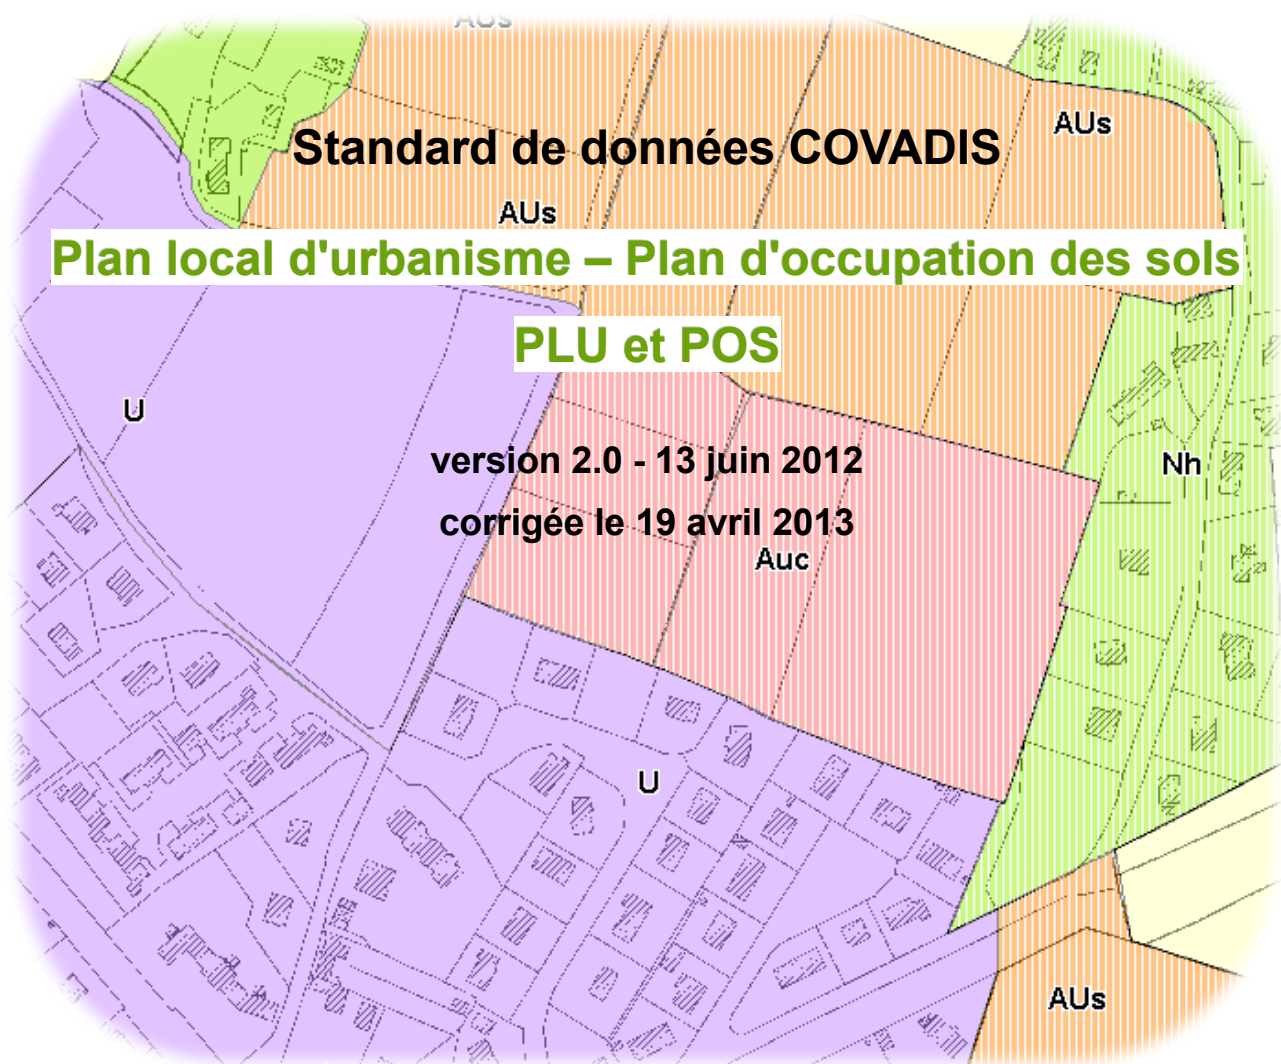 AUs
AUs
Standard de données COVADIS
AUs
Plan local d'urbanisme – Plan d'occupation des sols
PLU et POS
U
version 2.0 - 13 juin 2012
Nh
corrigée le 19 avril 2013
Auc
U
AUs